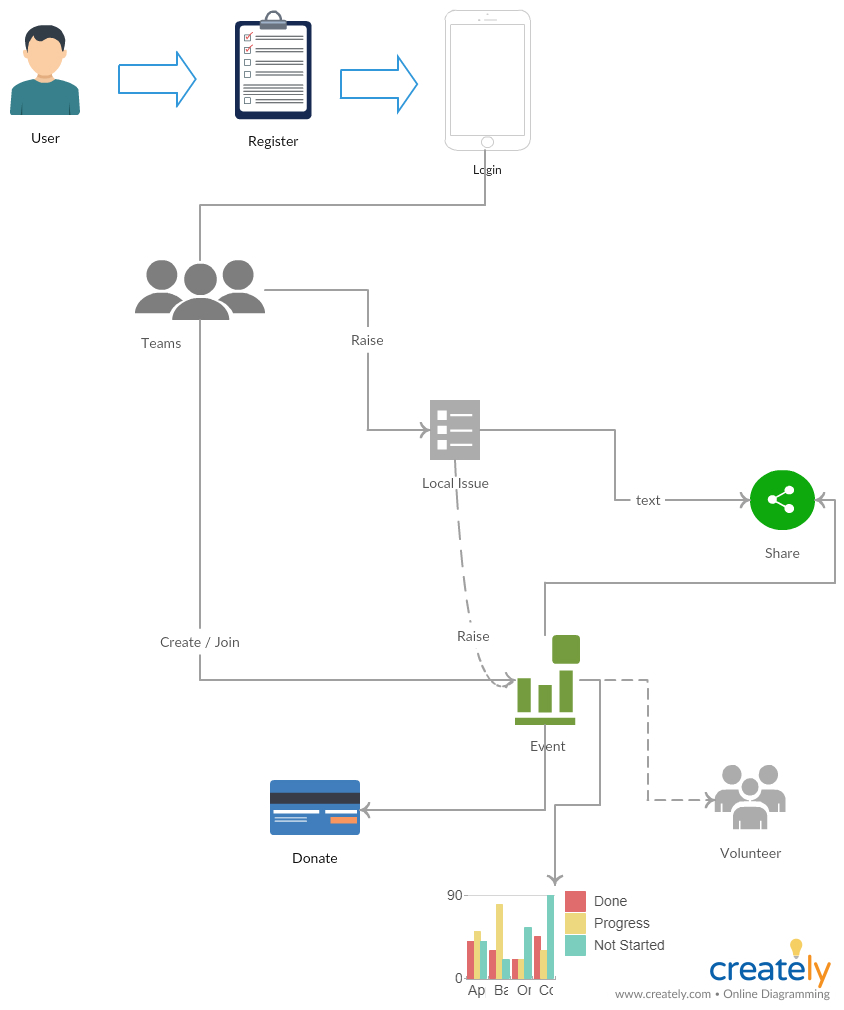 User
Register
Login
Teams
Raise
Local Issue
text
Share
Create / Join
Raise
Event
Donate
Volunteer
90
0
Ap
Ba
Or
Co
Done
Progress
Not Started
creately
www.creately.com • Online Diagramming